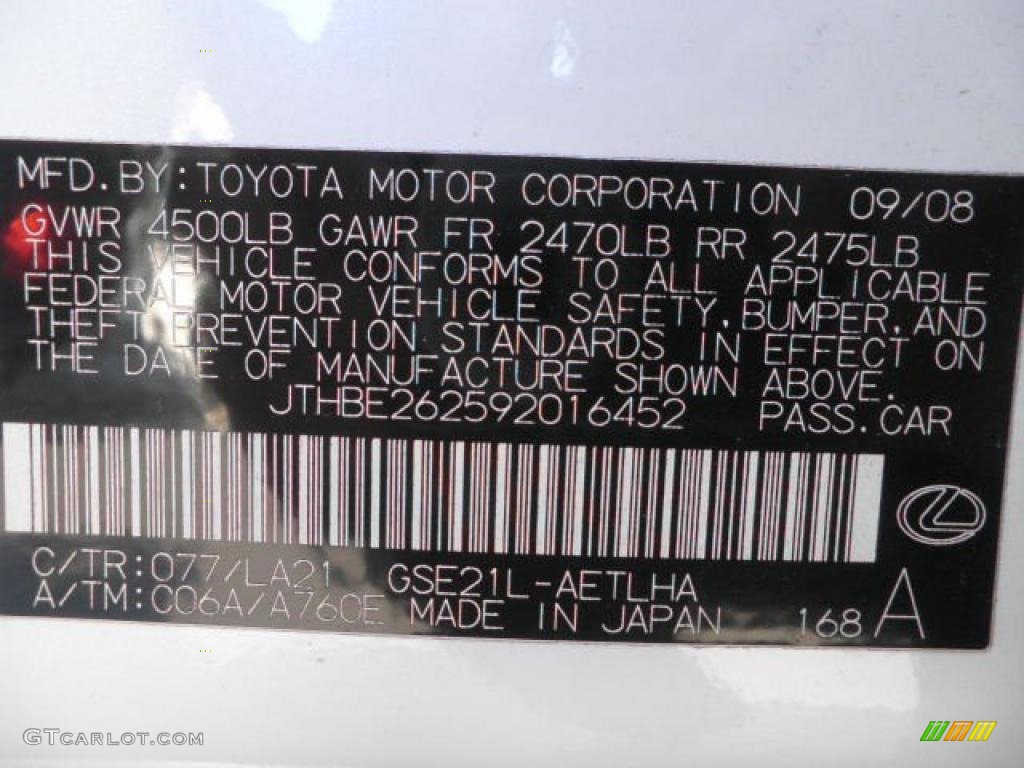 MFD. BY: TOYOTA MOTOR CORPORATION 09/08
GVWR 4500LB GAWR FR 2470LB RR 2475LB
THIS VEHICLE CONFORMS TO ALL APPLICABLE
FEDERAL MOTOR VEHICLE SAFETY, BUMPER, AND
THEFT PREVENTION STANDARDS IN EFFECT ON
THE DATE OF MANUFACTURE SHOWN ABOVE.
JTHBE262592016452 PASS. CAR
C/TR: 077/LA21 GSE21L-AETLHA
A/TM: C06A/A760E MADE IN JAPAN 168 A
GTCARLOT.COM